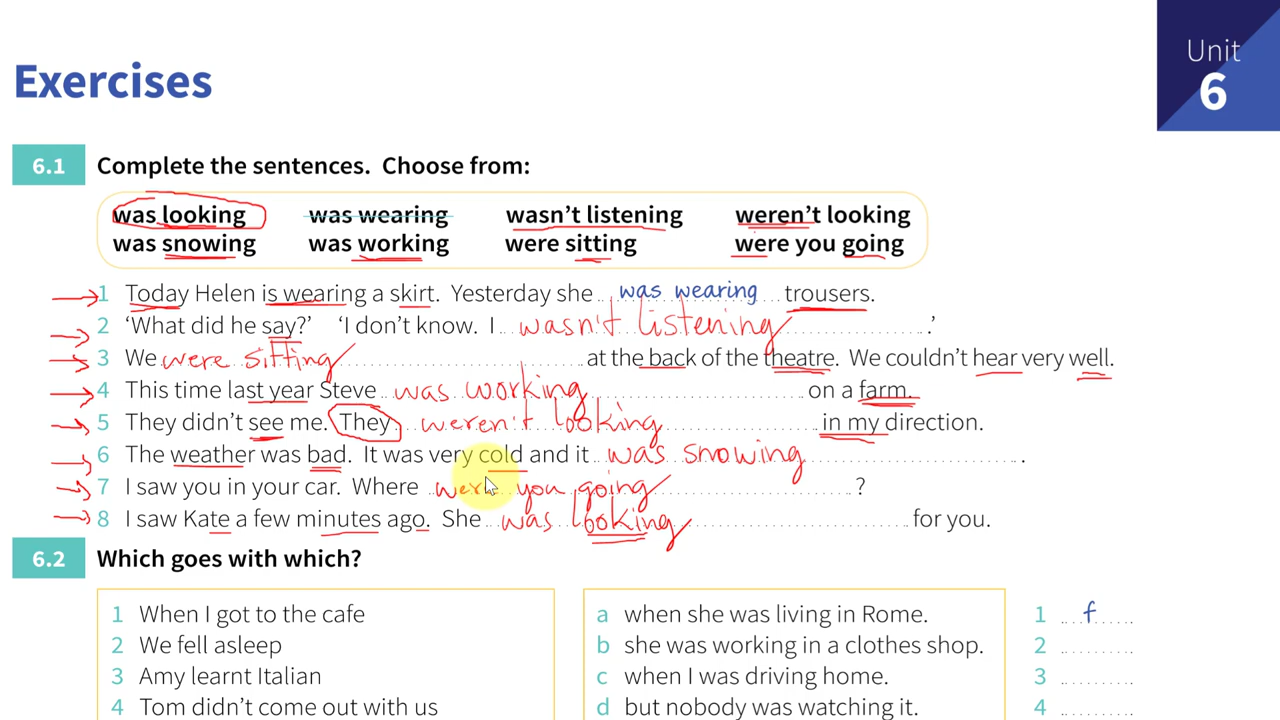 Unit
6
Exercises
6.1 Complete the sentences. Choose from:
was looking was wearing wasn't listening weren't looking
was snowing was working were sitting were you going
1 Today Helen is wearing a skirt. Yesterday she was wearing trousers.
2 ‘What did he say?’ ‘I don't know. I wasn't listening .’
3 We were sitting at the back of the theatre. We couldn't hear very well.
4 This time last year Steve was working on a farm.
5 They didn't see me. They weren't looking in my direction.
6 The weather was bad. It was very cold and it was snowing .
7 I saw you in your car. Where were you going ?
8 I saw Kate a few minutes ago. She was looking for you.
6.2 Which goes with which?
1 When I got to the cafe a when she was living in Rome. 1 f
2 We fell asleep b she was working in a clothes shop. 2
3 Amy learnt Italian c when I was driving home. 3
4 Tom didn't come out with us d but nobody was watching it. 4